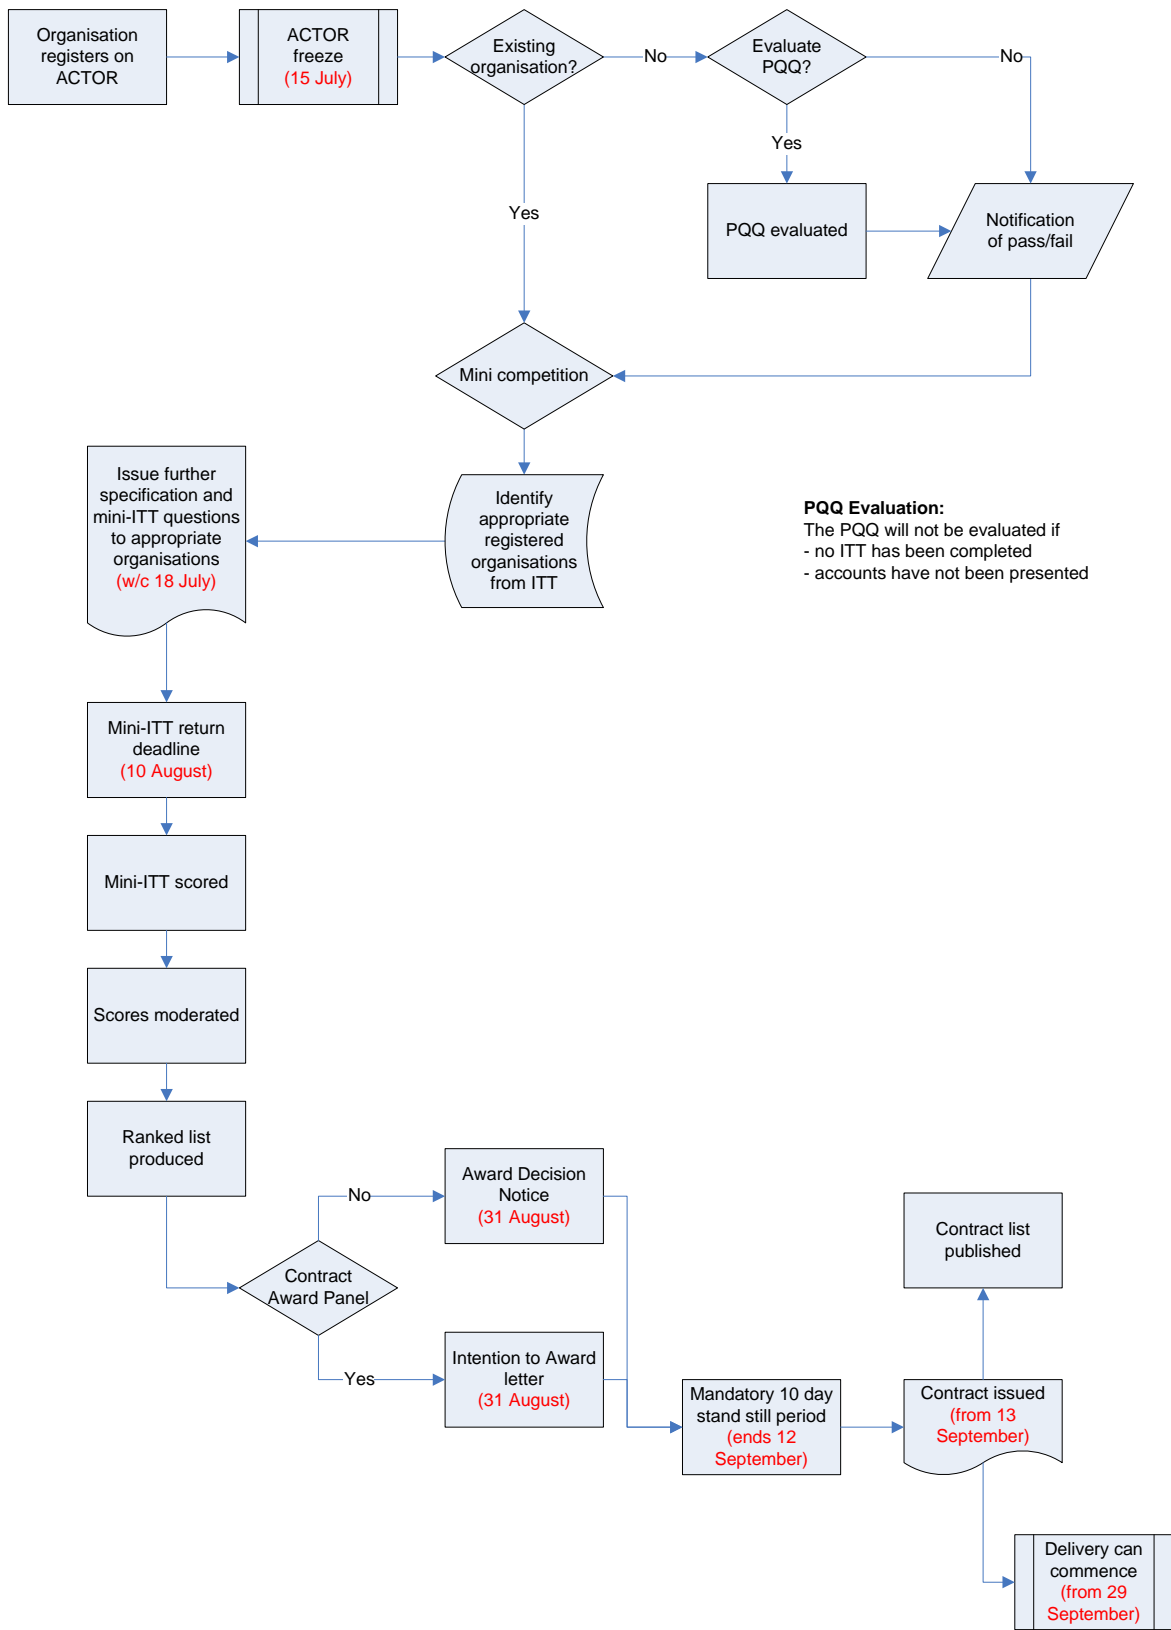 Organisation
registers on
ACTOR
ACTOR
freeze
(15 July)
Existing
organisation?
No
Evaluate
PQQ?
No
Yes
Yes
PQQ evaluated
Notification
of pass/fail
Mini competition
Issue further
specification and
mini-ITT questions
to appropriate
organisations
(w/c 18 July)
Identify
appropriate
registered
organisations
from ITT
PQQ Evaluation:
The PQQ will not be evaluated if
- no ITT has been completed
- accounts have not been presented
Mini-ITT return
deadline
(10 August)
Mini-ITT scored
Scores moderated
Ranked list
produced
Contract
Award Panel
No
Award Decision
Notice
(31 August)
Yes
Intention to Award
letter
(31 August)
Mandatory 10 day
stand still period
(ends 12
September)
Contract list
published
Contract issued
(from 13
September)
Delivery can
commence
(from 29
September)